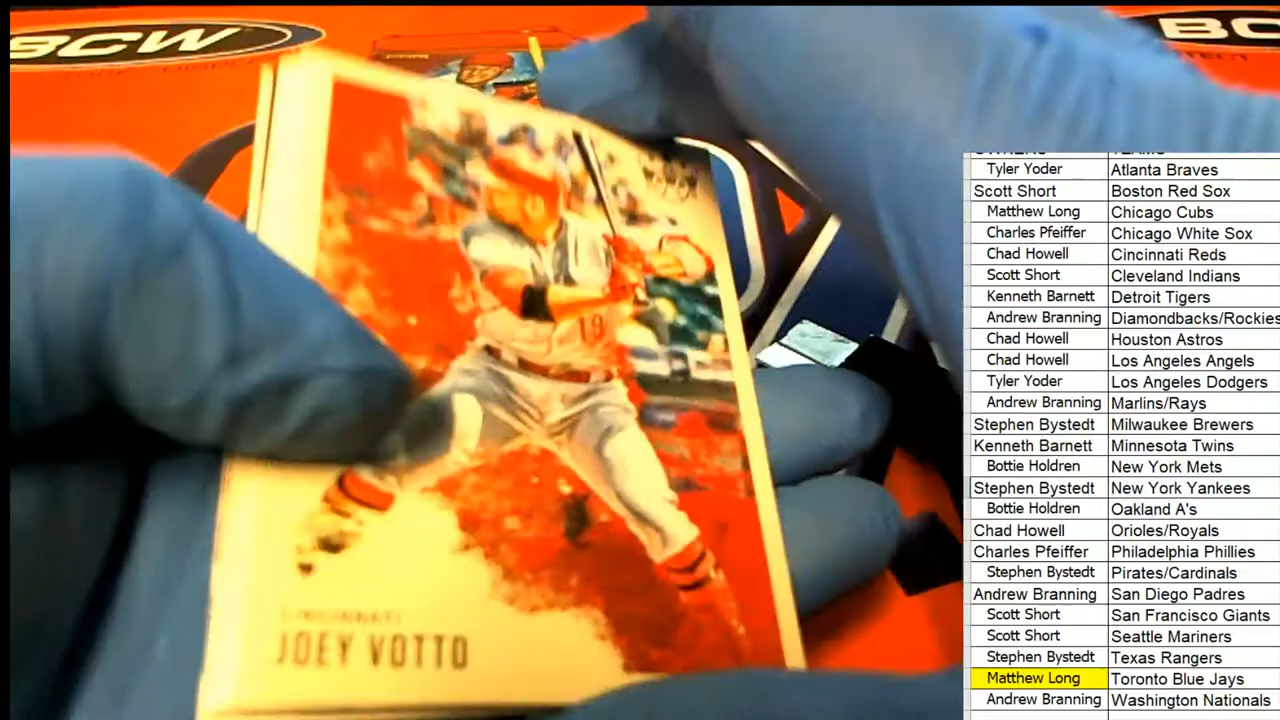 BCW
BC
TECT
19
CINCINNATI
JOEY VOTTO
OWNERS TEAMS
Tyler Yoder Atlanta Braves
Scott Short Boston Red Sox
Matthew Long Chicago Cubs
Charles Pfeiffer Chicago White Sox
Chad Howell Cincinnati Reds
Scott Short Cleveland Indians
Kenneth Barnett Detroit Tigers
Andrew Branning Diamondbacks/Rockies
Chad Howell Houston Astros
Chad Howell Los Angeles Angels
Tyler Yoder Los Angeles Dodgers
Andrew Branning Marlins/Rays
Stephen Bystedt Milwaukee Brewers
Kenneth Barnett Minnesota Twins
Bottie Holdren New York Mets
Stephen Bystedt New York Yankees
Bottie Holdren Oakland A's
Chad Howell Orioles/Royals
Charles Pfeiffer Philadelphia Phillies
Stephen Bystedt Pirates/Cardinals
Andrew Branning San Diego Padres
Scott Short San Francisco Giants
Scott Short Seattle Mariners
Stephen Bystedt Texas Rangers
Matthew Long Toronto Blue Jays
Andrew Branning Washington Nationals